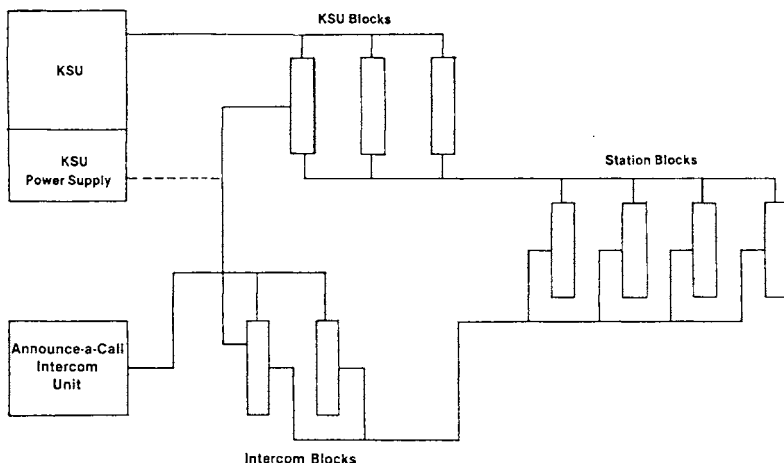 KSU Blocks
KSU
KSU
Power Supply
Station Blocks
Announce-a-Call
Intercom
Unit
Intercom Blocks